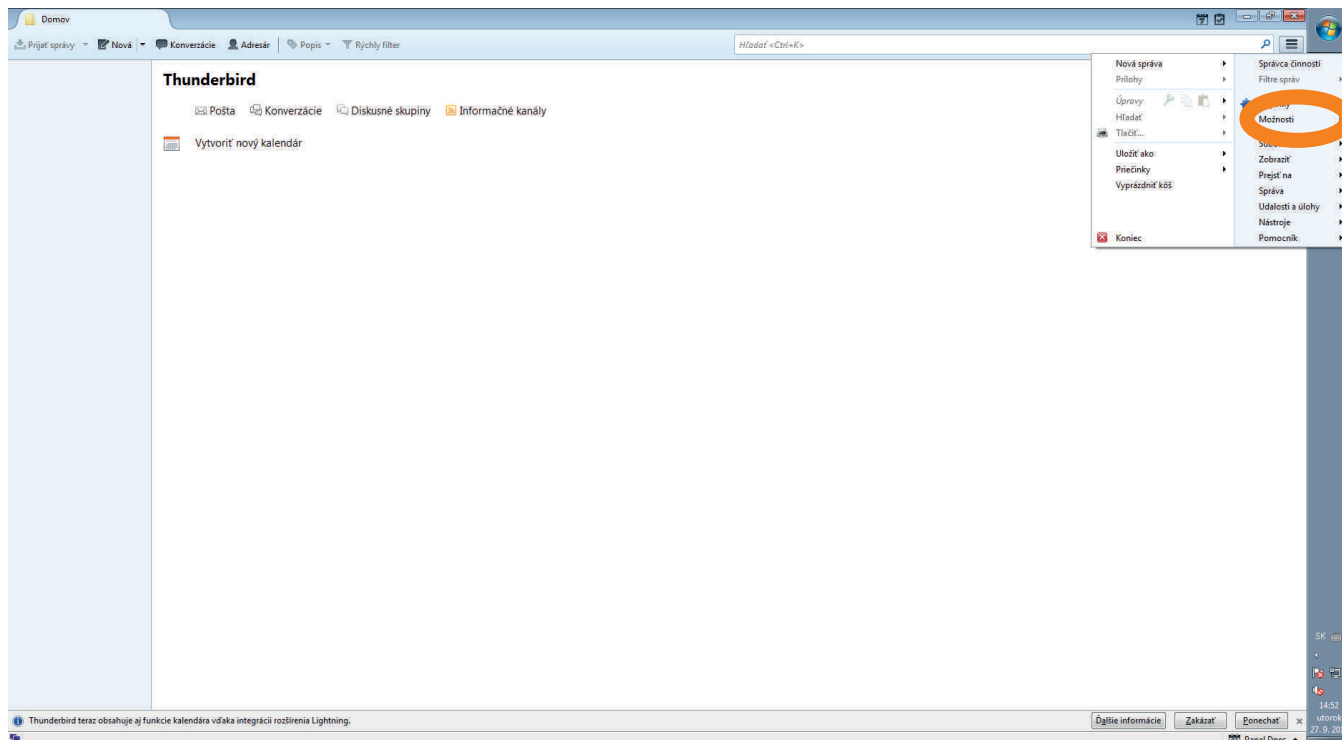 Domov
Prijať správy Nová Konverzácie Adresár Popis Rýchly filter Hľadať <Ctrl+K>
Thunderbird
Pošta Konverzácie Diskusné skupiny Informačné kanály
Vytvoriť nový kalendár
Nová správa
Prílohy
Úpravy
Hľadať
Tlačiť...
Uložiť ako
Priečinky
Vyprázdniť kôš
Koniec
Správca činností
Filtre správ
Možnosti
Zobraziť
Prejsť na
Správa
Udalosti a úlohy
Nástroje
Pomocník
SK
14:52
utorok
Thunderbird teraz obsahuje aj funkcie kalendára vďaka integrácii rozšírenia Lightning.
Ďalšie informácie Zakázať Ponechať